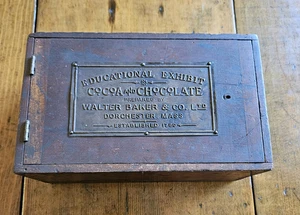 EDUCATIONAL EXHIBIT
OF
COCOA and CHOCOLATE
PREPARED BY
WALTER BAKER & CO. LTD
DORCHESTER MASS.
ESTABLISHED 1780